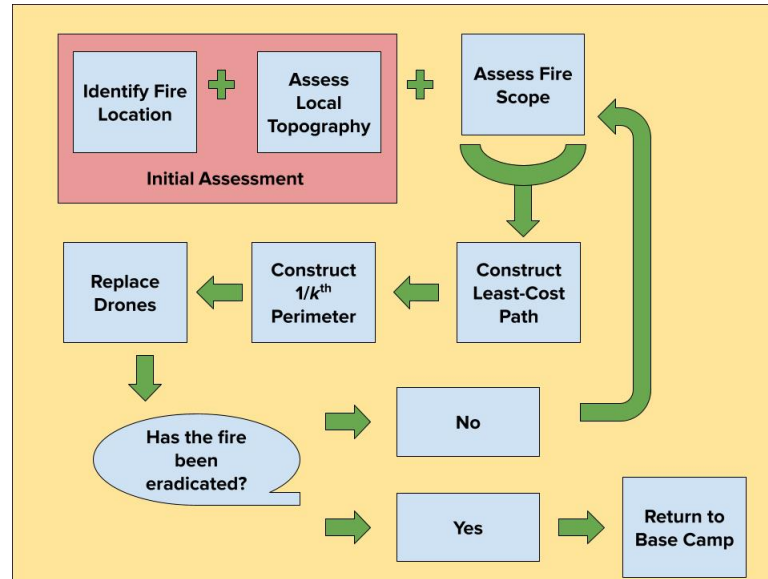 Identify Fire
Location
Assess
Local
Topography
Initial Assessment
Assess Fire
Scope
Construct
Least-Cost
Path
Construct
1/kᵗʰ
Perimeter
Replace
Drones
Has the fire
been
eradicated?
No
Yes
Return to
Base Camp